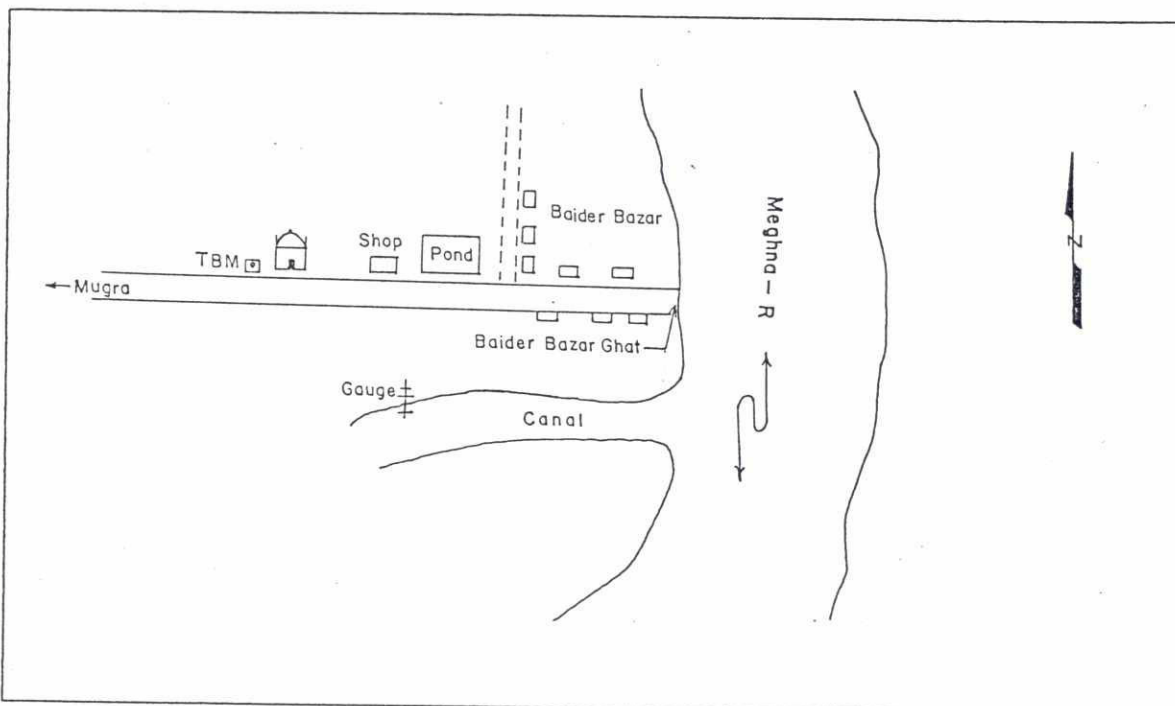 Baider Bazar
Shop
Pond
TBM
Mugra
Baider Bazar Ghat
Gauge
Canal
Meghna-R
N